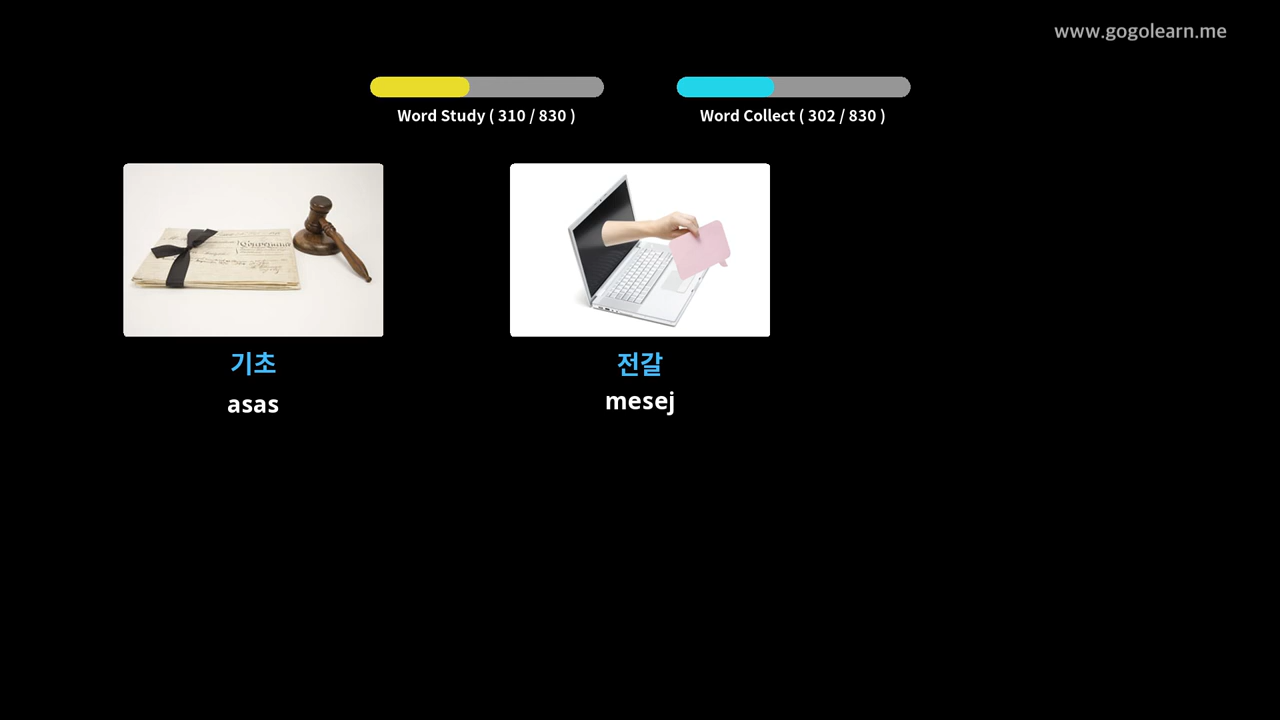 www.gogolearn.me
Word Study ( 310 / 830 )
Word Collect ( 302 / 830 )
기초
asas
전갈
mesej